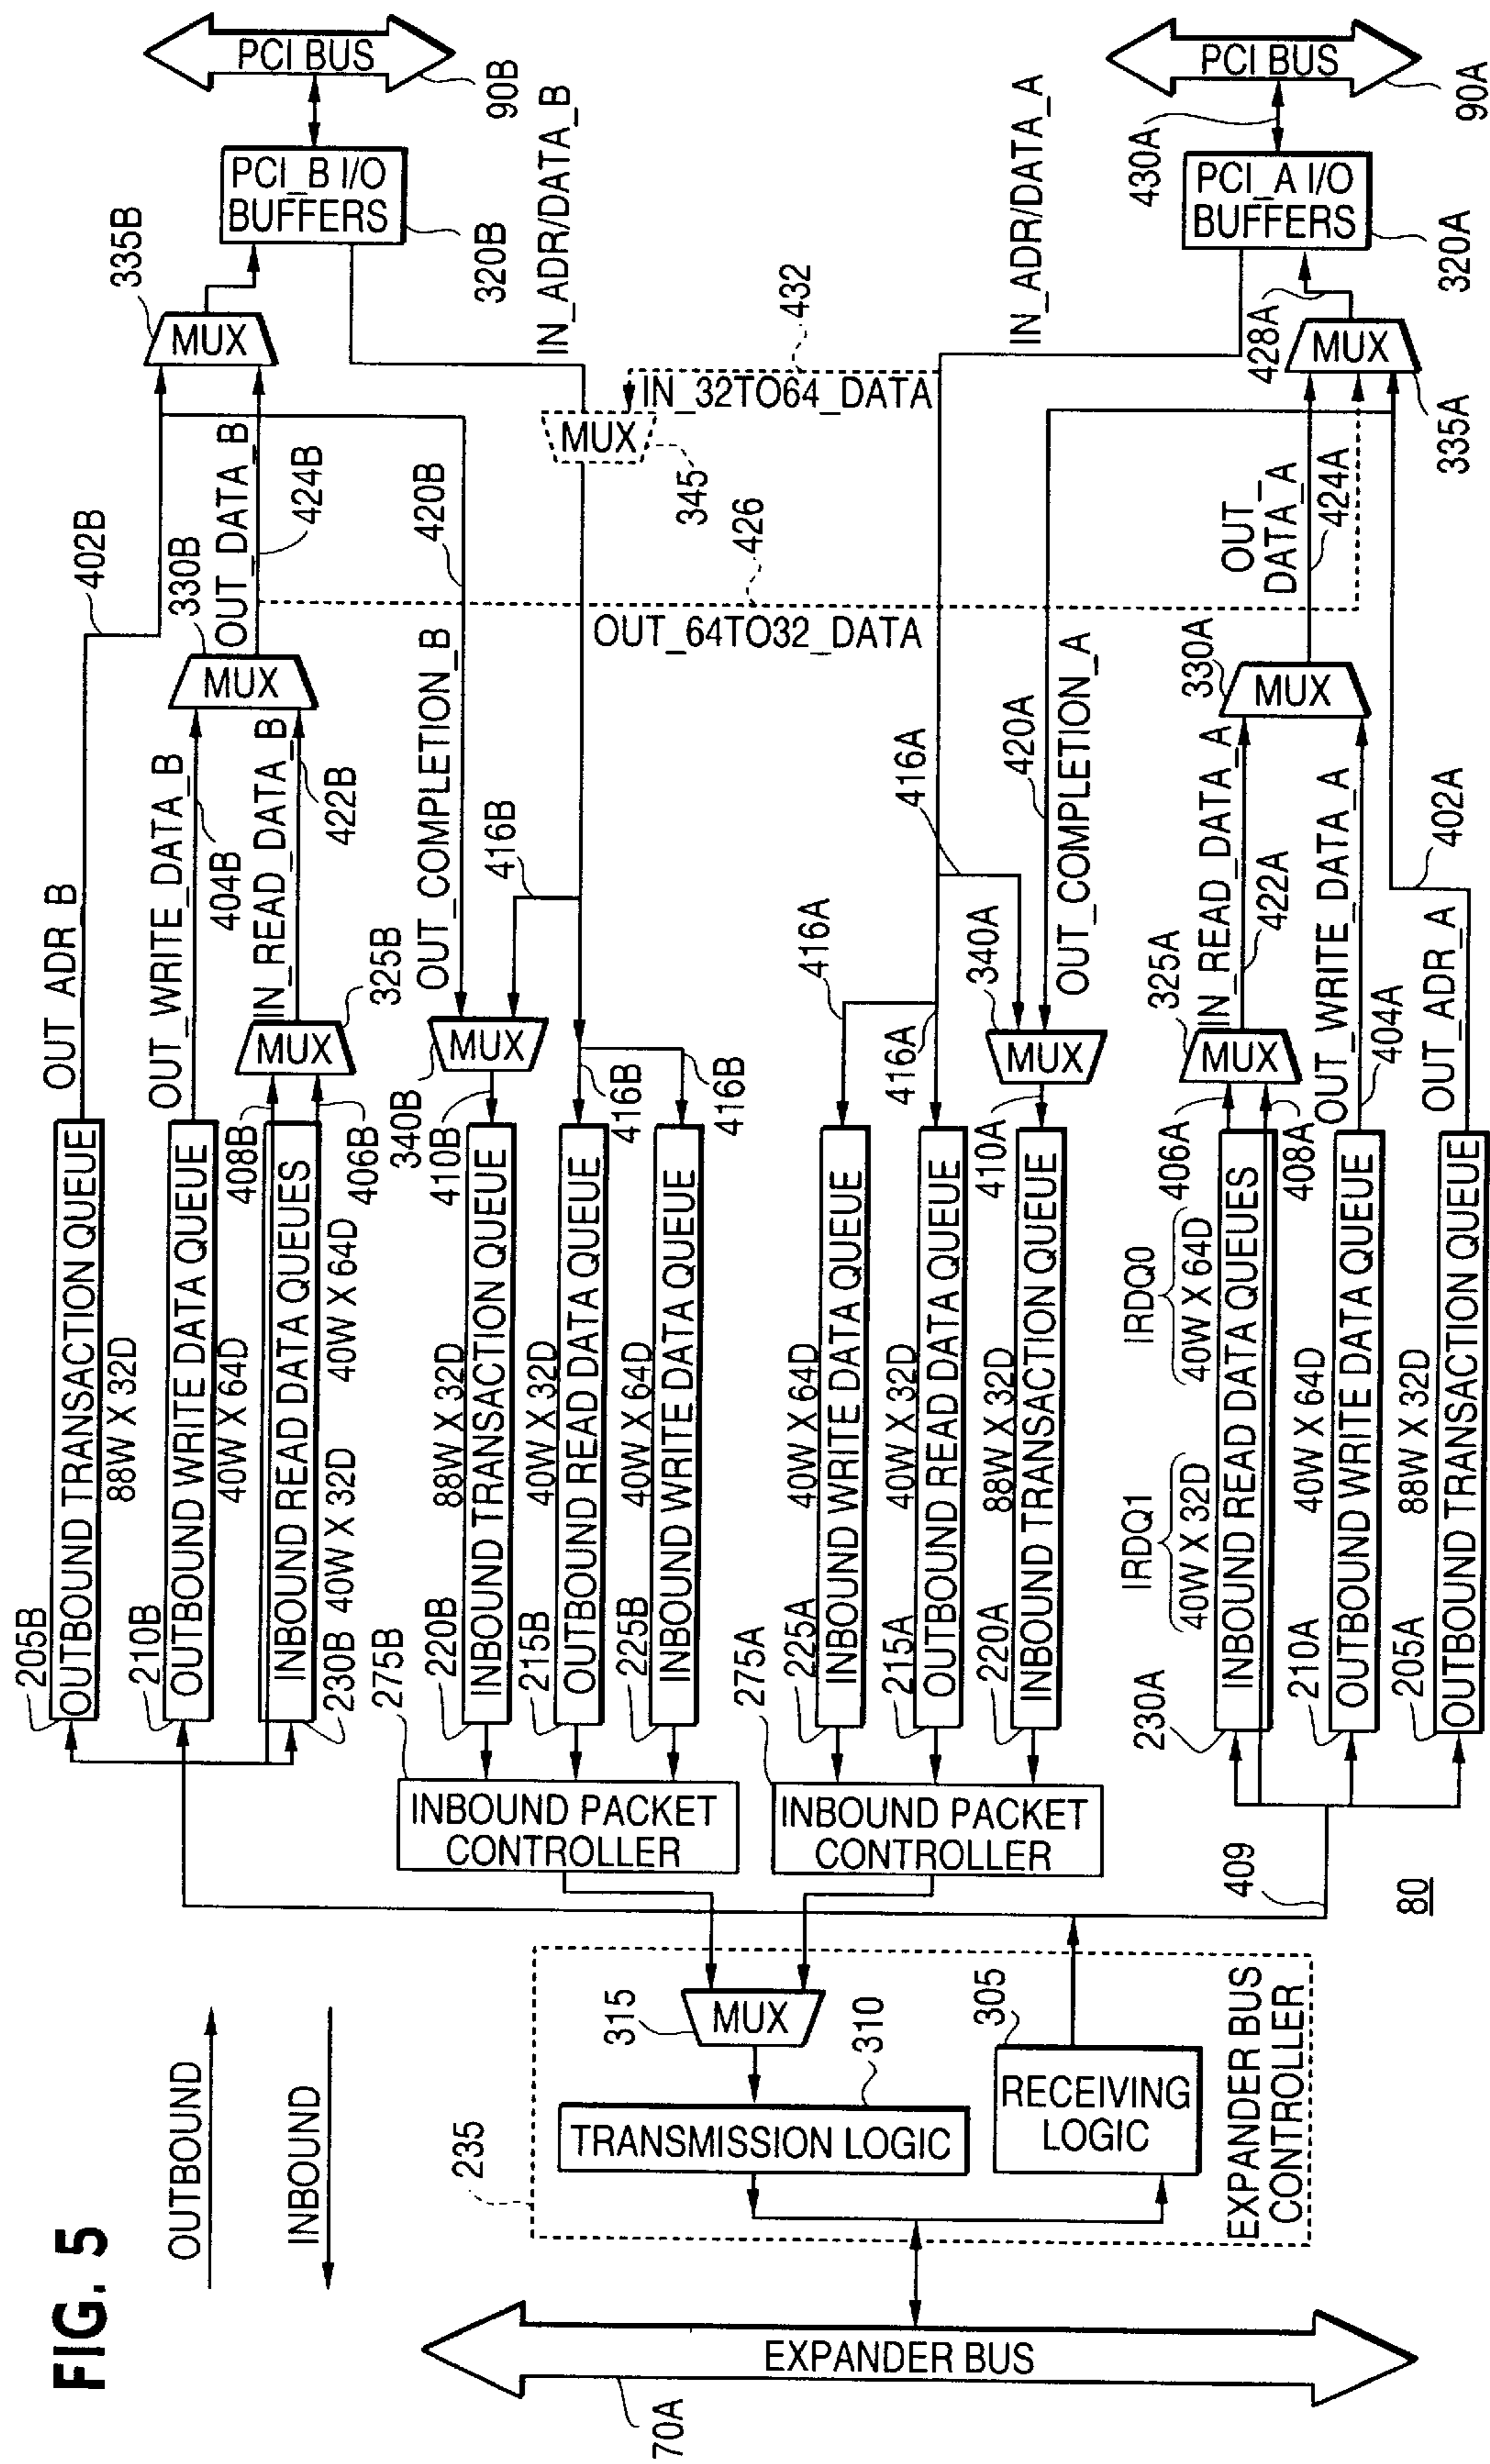 FIG. 5
OUTBOUND
INBOUND
70A
EXPANDER BUS
235
EXPANDER BUS
CONTROLLER
TRANSMISSION LOGIC
310
315
MUX
RECEIVING
LOGIC
305
409
80
INBOUND PACKET
CONTROLLER
275B
INBOUND PACKET
CONTROLLER
275A
205B
OUTBOUND TRANSACTION QUEUE
88W X 32D
210B
OUTBOUND WRITE DATA QUEUE
40W X 64D
INBOUND READ DATA QUEUES
230B
40W X 32D
40W X 64D
408B
406B
220B
88W X 32D
INBOUND TRANSACTION QUEUE
215B
40W X 32D
OUTBOUND READ DATA QUEUE
225B
40W X 64D
INBOUND WRITE DATA QUEUE
225A
40W X 64D
INBOUND WRITE DATA QUEUE
215A
40W X 32D
OUTBOUND READ DATA QUEUE
220A
88W X 32D
INBOUND TRANSACTION QUEUE
IRDQ1
IRDQ0
230A
40W X 32D
40W X 64D
INBOUND READ DATA QUEUES
406A
408A
210A
40W X 64D
OUTBOUND WRITE DATA QUEUE
205A
88W X 32D
OUTBOUND TRANSACTION QUEUE
OUT_ADR_B
402B
OUT_WRITE_DATA_B
404B
IN_READ_DATA_B
422B
MUX
325B
MUX
330B
OUT_DATA_B
424B
MUX
335B
340B
MUX
410B
OUT_COMPLETION_B
420B
416B
416B
416B
MUX
345
IN_32TO64_DATA
432
426
OUT_64TO32_DATA
IN_ADR/DATA_B
PCI_B I/O
BUFFERS
320B
PCI BUS
90B
416A
416A
416A
340A
MUX
410A
OUT_COMPLETION_A
420A
IN_ADR/DATA_A
325A
MUX
IN_READ_DATA_A
422A
OUT_WRITE_DATA_A
404A
OUT_ADR_A
402A
330A
MUX
OUT_
DATA_A
424A
MUX
335A
428A
PCI_A I/O
BUFFERS
320A
430A
PCI BUS
90A